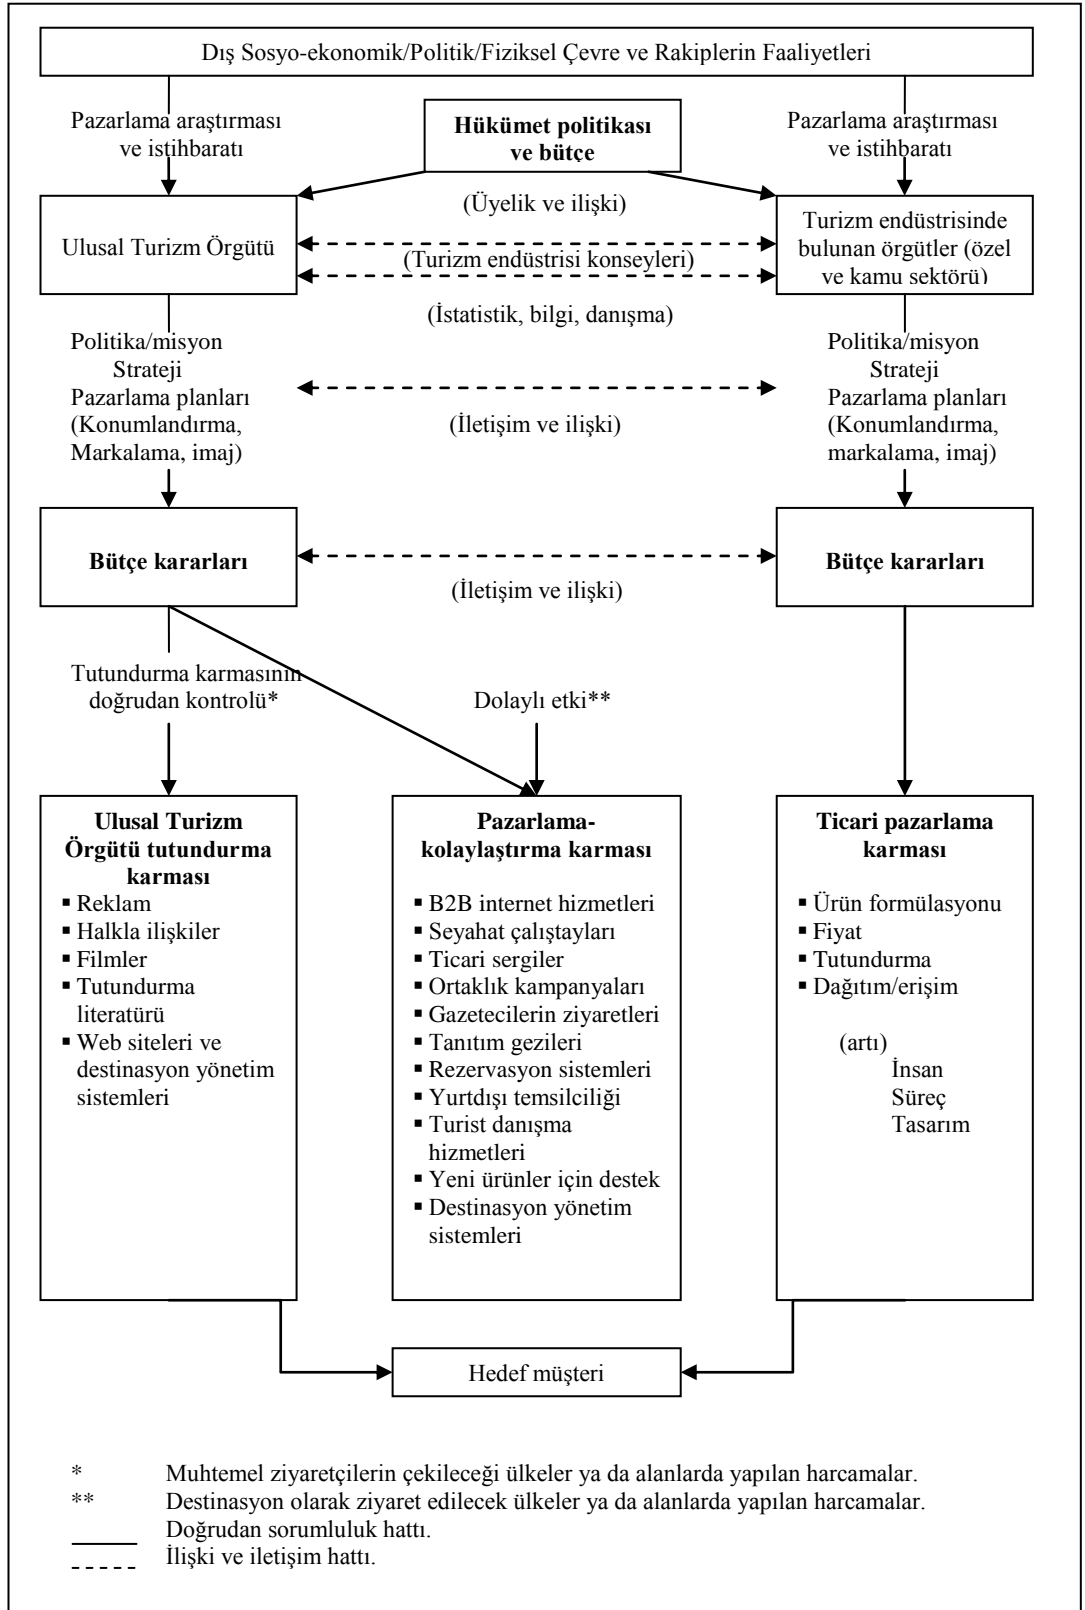 Dış Sosyo-ekonomik/Politik/Fiziksel Çevre ve Rakiplerin Faaliyetleri
Pazarlama araştırması
ve istihbaratı
Hükümet politikası
ve bütçe
Pazarlama araştırması
ve istihbaratı
Ulusal Turizm Örgütü
(Üyelik ve ilişki)
(Turizm endüstrisi konseyleri)
(İstatistik, bilgi, danışma)
Turizm endüstrisinde
bulunan örgütler (özel
ve kamu sektörü)
Politika/misyon
Strateji
Pazarlama planları
(Konumlandırma,
Markalama, imaj)
(İletişim ve ilişki)
Politika/misyon
Strateji
Pazarlama planları
(Konumlandırma,
markalama, imaj)
Bütçe kararları
(İletişim ve ilişki)
Bütçe kararları
Tutundurma karmasının
doğrudan kontrolü*
Dolaylı etki**
Ulusal Turizm
Örgütü tutundurma
karması
▪ Reklam
▪ Halkla ilişkiler
▪ Filmler
▪ Tutundurma
literatürü
▪ Web siteleri ve
destinasyon yönetim
sistemleri
Pazarlama-
kolaylaştırma karması
▪ B2B internet hizmetleri
▪ Seyahat çalıştayları
▪ Ticari sergiler
▪ Ortaklık kampanyaları
▪ Gazetecilerin ziyaretleri
▪ Tanıtım gezileri
▪ Rezervasyon sistemleri
▪ Yurtdışı temsilciliği
▪ Turist danışma
hizmetleri
▪ Yeni ürünler için destek
▪ Destinasyon yönetim
sistemleri
Ticari pazarlama
karması
▪ Ürün formülasyonu
▪ Fiyat
▪ Tutundurma
▪ Dağıtım/erişim
(artı)
İnsan
Süreç
Tasarım
Hedef müşteri
* Muhtemel ziyaretçilerin çekileceği ülkeler ya da alanlarda yapılan harcamalar.
** Destinasyon olarak ziyaret edilecek ülkeler ya da alanlarda yapılan harcamalar.
Doğrudan sorumluluk hattı.
İlişki ve iletişim hattı.